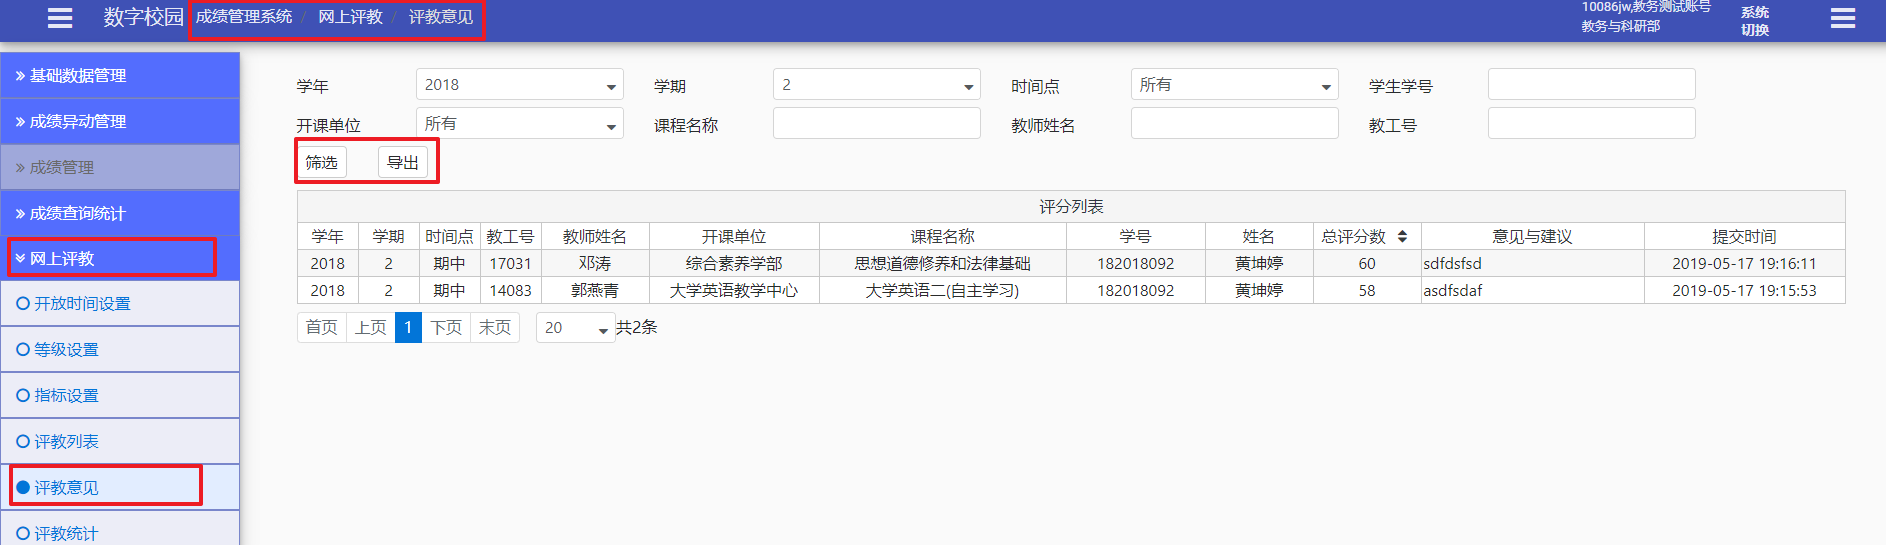 数字校园 成绩管理系统 / 网上评教 / 评教意见
10086jw,教务测试账号
教务与科研部
系统
切换
» 基础数据管理
» 成绩异动管理
» 成绩管理
» 成绩查询统计
网上评教
开放时间设置
等级设置
指标设置
评教列表
评教意见
评教统计
学年 2018 学期 2 时间点 所有 学生学号
开课单位 所有 课程名称 教师姓名 教工号
筛选 导出
评分列表
学年 学期 时间点 教工号 教师姓名 开课单位 课程名称 学号 姓名 总评分数 意见与建议 提交时间
2018 2 期中 17031 邓涛 综合素养学部 思想道德修养和法律基础 182018092 黄坤婷 60 sdfdsfsd 2019-05-17 19:16:11
2018 2 期中 14083 郭燕青 大学英语教学中心 大学英语二(自主学习) 182018092 黄坤婷 58 asdfsdaf 2019-05-17 19:15:53
首页 上页 1 下页 末页 20 共2条